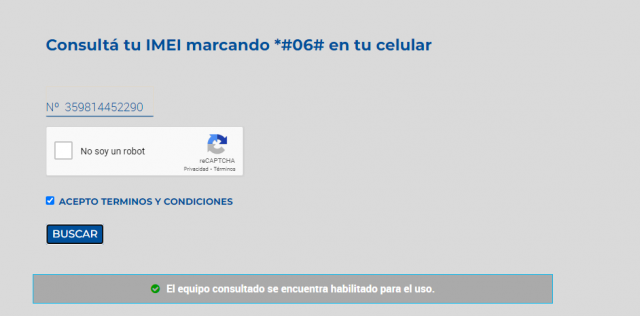 Consultá tu IMEI marcando *#06# en tu celular
Nº 359814452290
No soy un robot
reCAPTCHA
Privacidad - Términos
ACEPTO TERMINOS Y CONDICIONES
BUSCAR
El equipo consultado se encuentra habilitado para el uso.